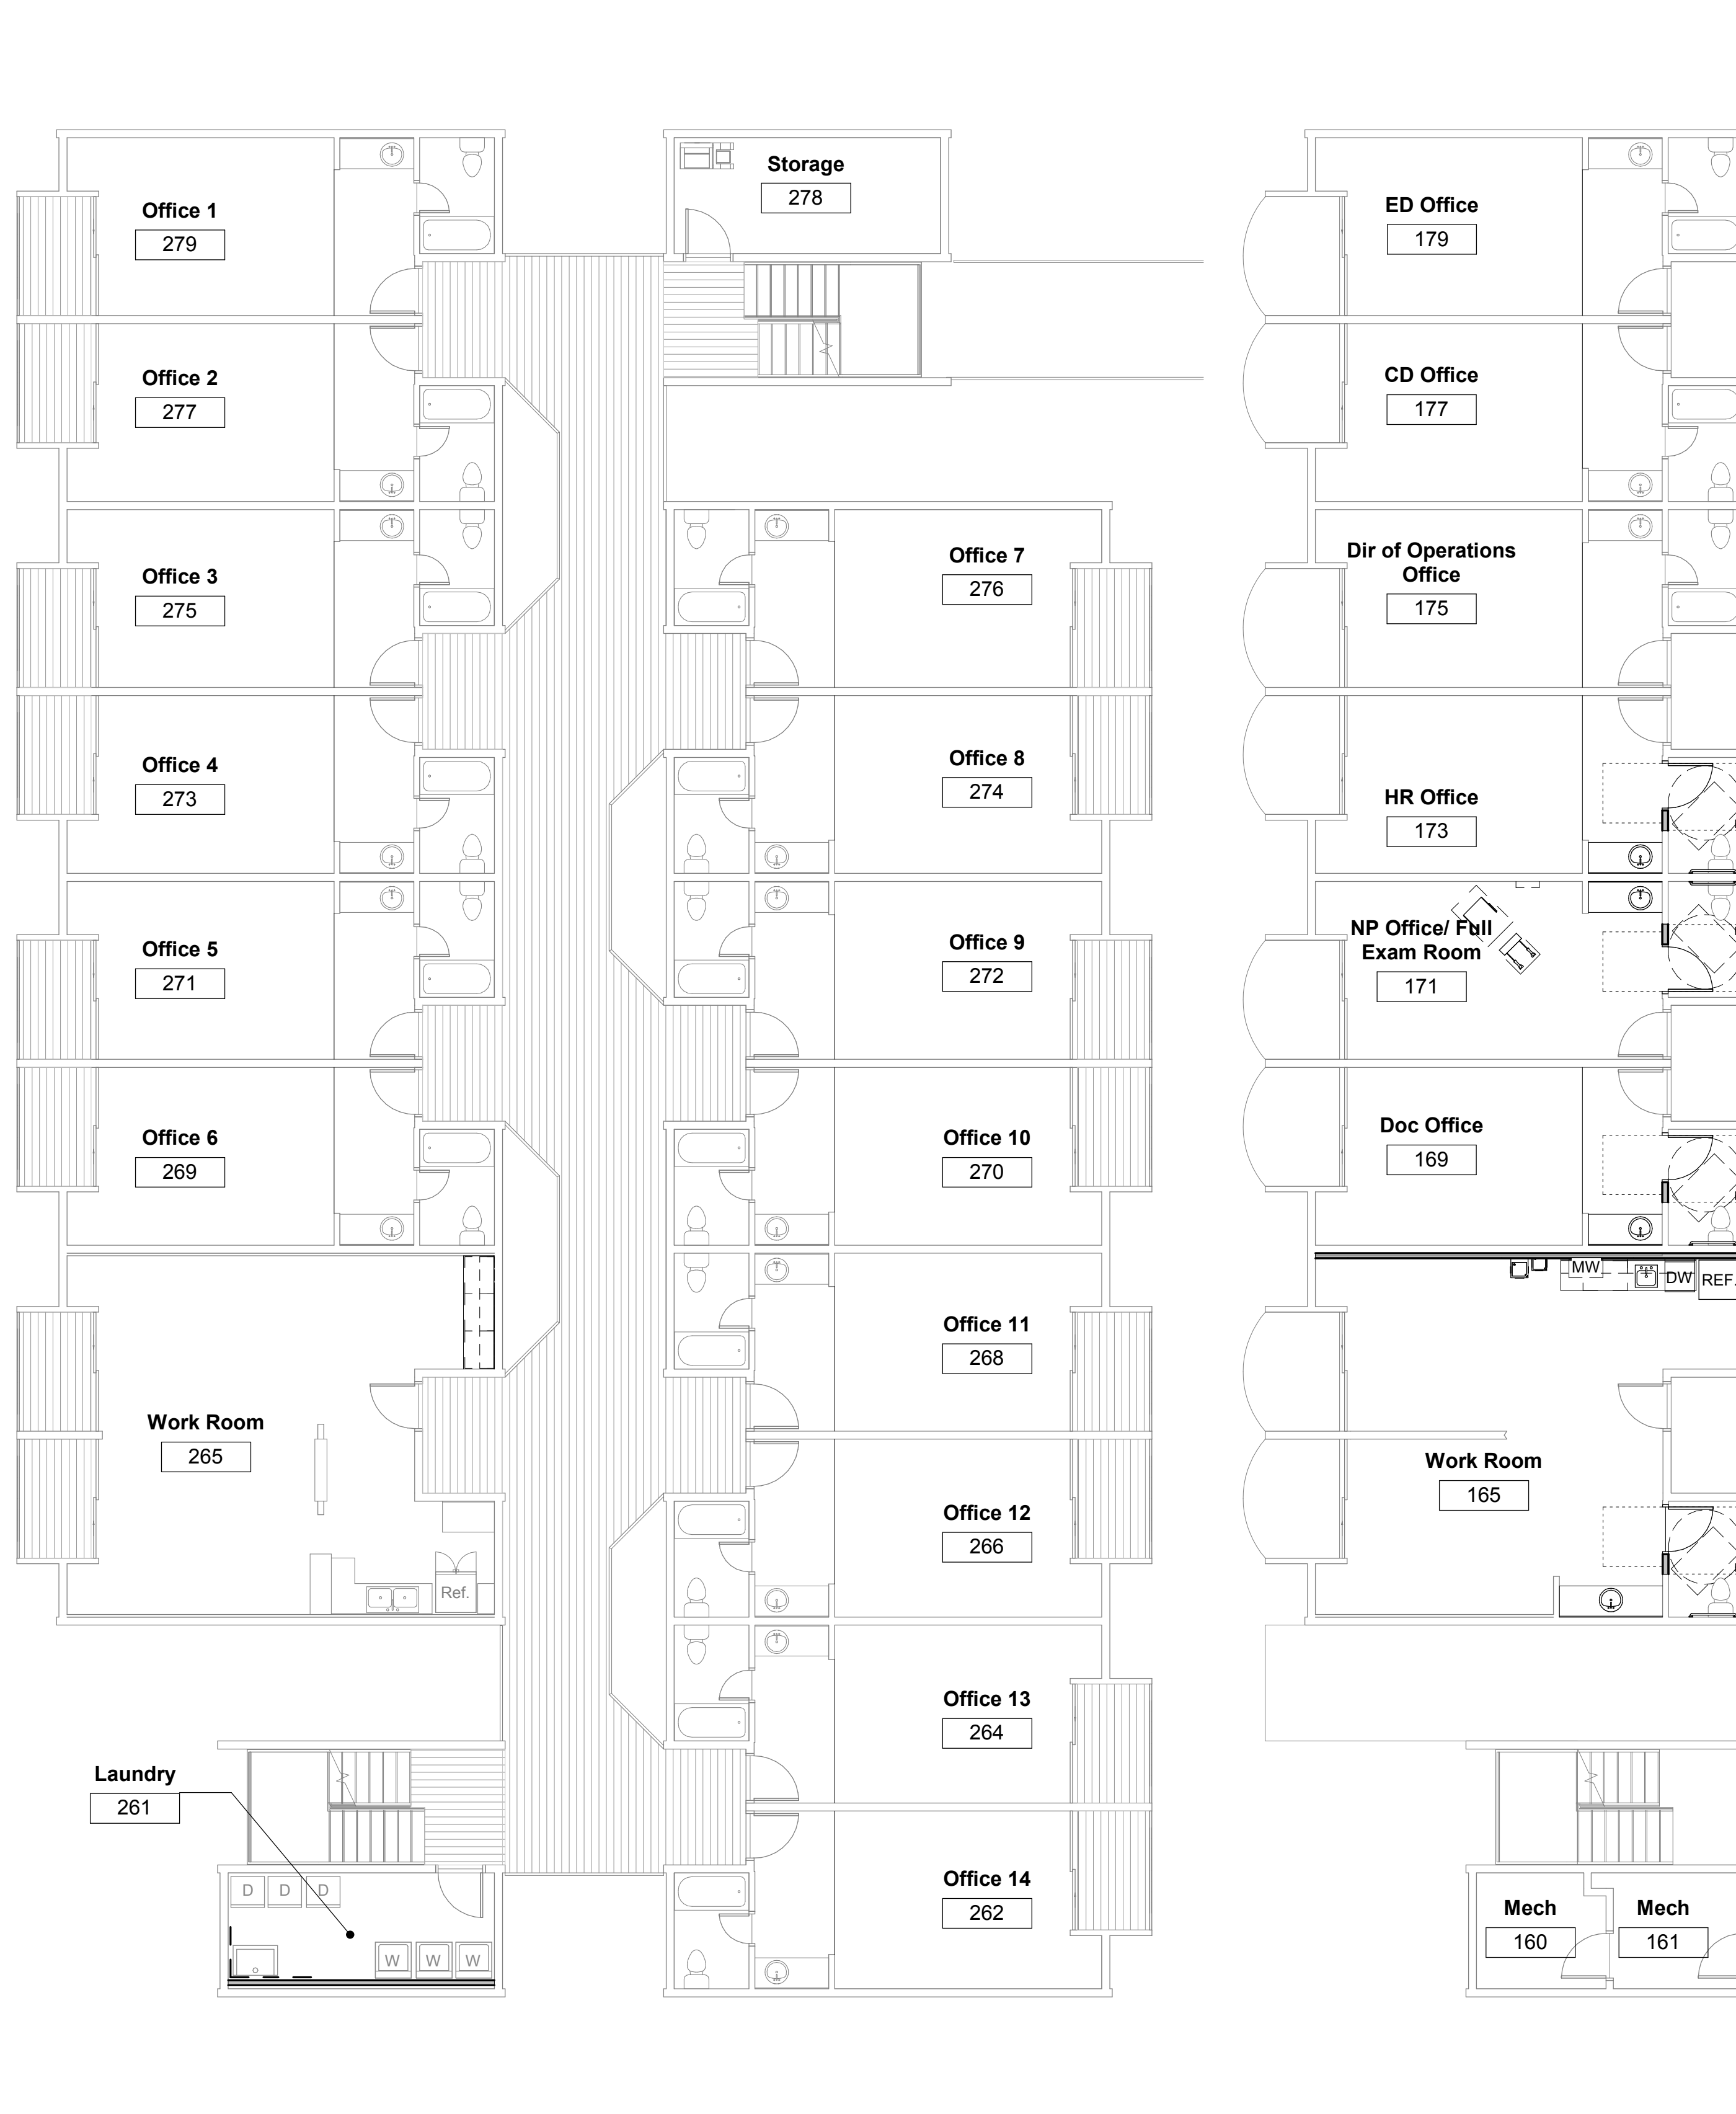 Office 1
279
Office 2
277
Office 3
275
Office 4
273
Office 5
271
Office 6
269
Work Room
265
Ref.
Laundry
261
D
D
D
W
W
W
Storage
278
Office 7
276
Office 8
274
Office 9
272
Office 10
270
Office 11
268
Office 12
266
Office 13
264
Office 14
262
ED Office
179
CD Office
177
Dir of Operations
Office
175
HR Office
173
NP Office/ Full
Exam Room
171
Doc Office
169
MW
DW
REF.
Work Room
165
Mech
160
Mech
161